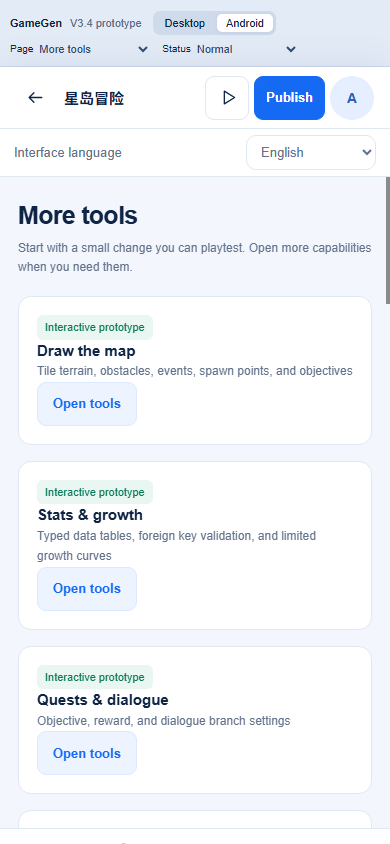 GameGen V3.4 prototype Desktop Android
Page More tools Status Normal
星岛冒险 Publish A
Interface language English
More tools
Start with a small change you can playtest. Open more capabilities
when you need them.
Interactive prototype
Draw the map
Tile terrain, obstacles, events, spawn points, and objectives
Open tools
Interactive prototype
Stats & growth
Typed data tables, foreign key validation, and limited
growth curves
Open tools
Interactive prototype
Quests & dialogue
Objective, reward, and dialogue branch settings
Open tools